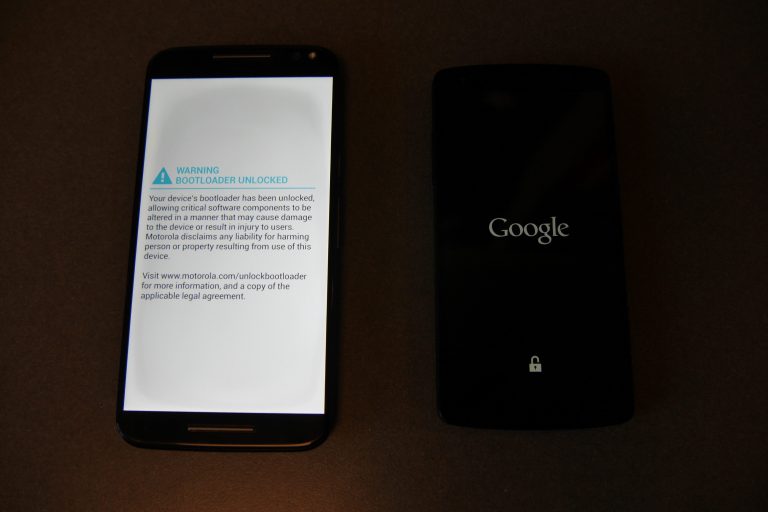 WARNING
BOOTLOADER UNLOCKED
Your device's bootloader has been unlocked,
allowing critical software components to be
altered in a manner that may cause damage
to the device or result in injury to users.
Motorola disclaims any liability for harming
person or property resulting from use of this
device.
Visit www.motorola.com/unlockbootloader
for more information, and a copy of the
applicable legal agreement.
Google